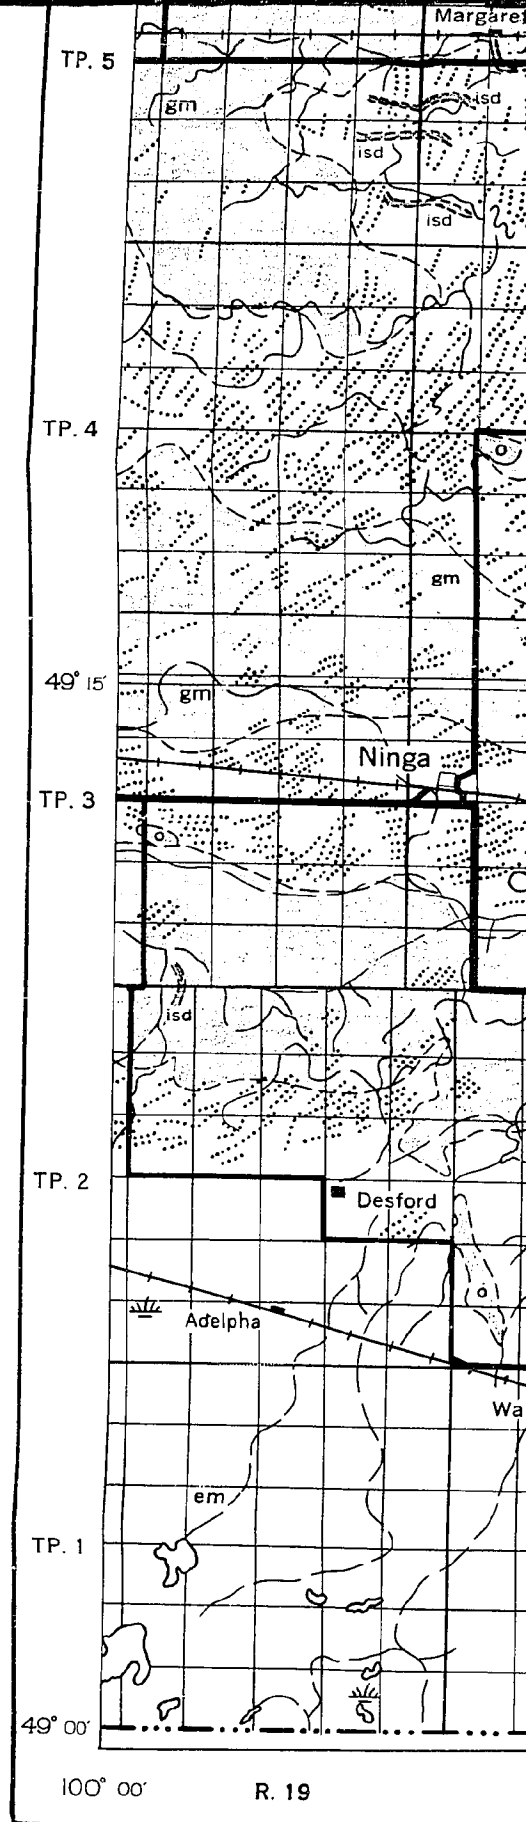 Margaret
TP. 5
gm
isd
isd
isd
TP. 4
gm
49° 15′
gm
Ninga
TP. 3
isd
TP. 2
Desford
Adelpha
Wa
em
TP. 1
49° 00′
100° 00′
R. 19